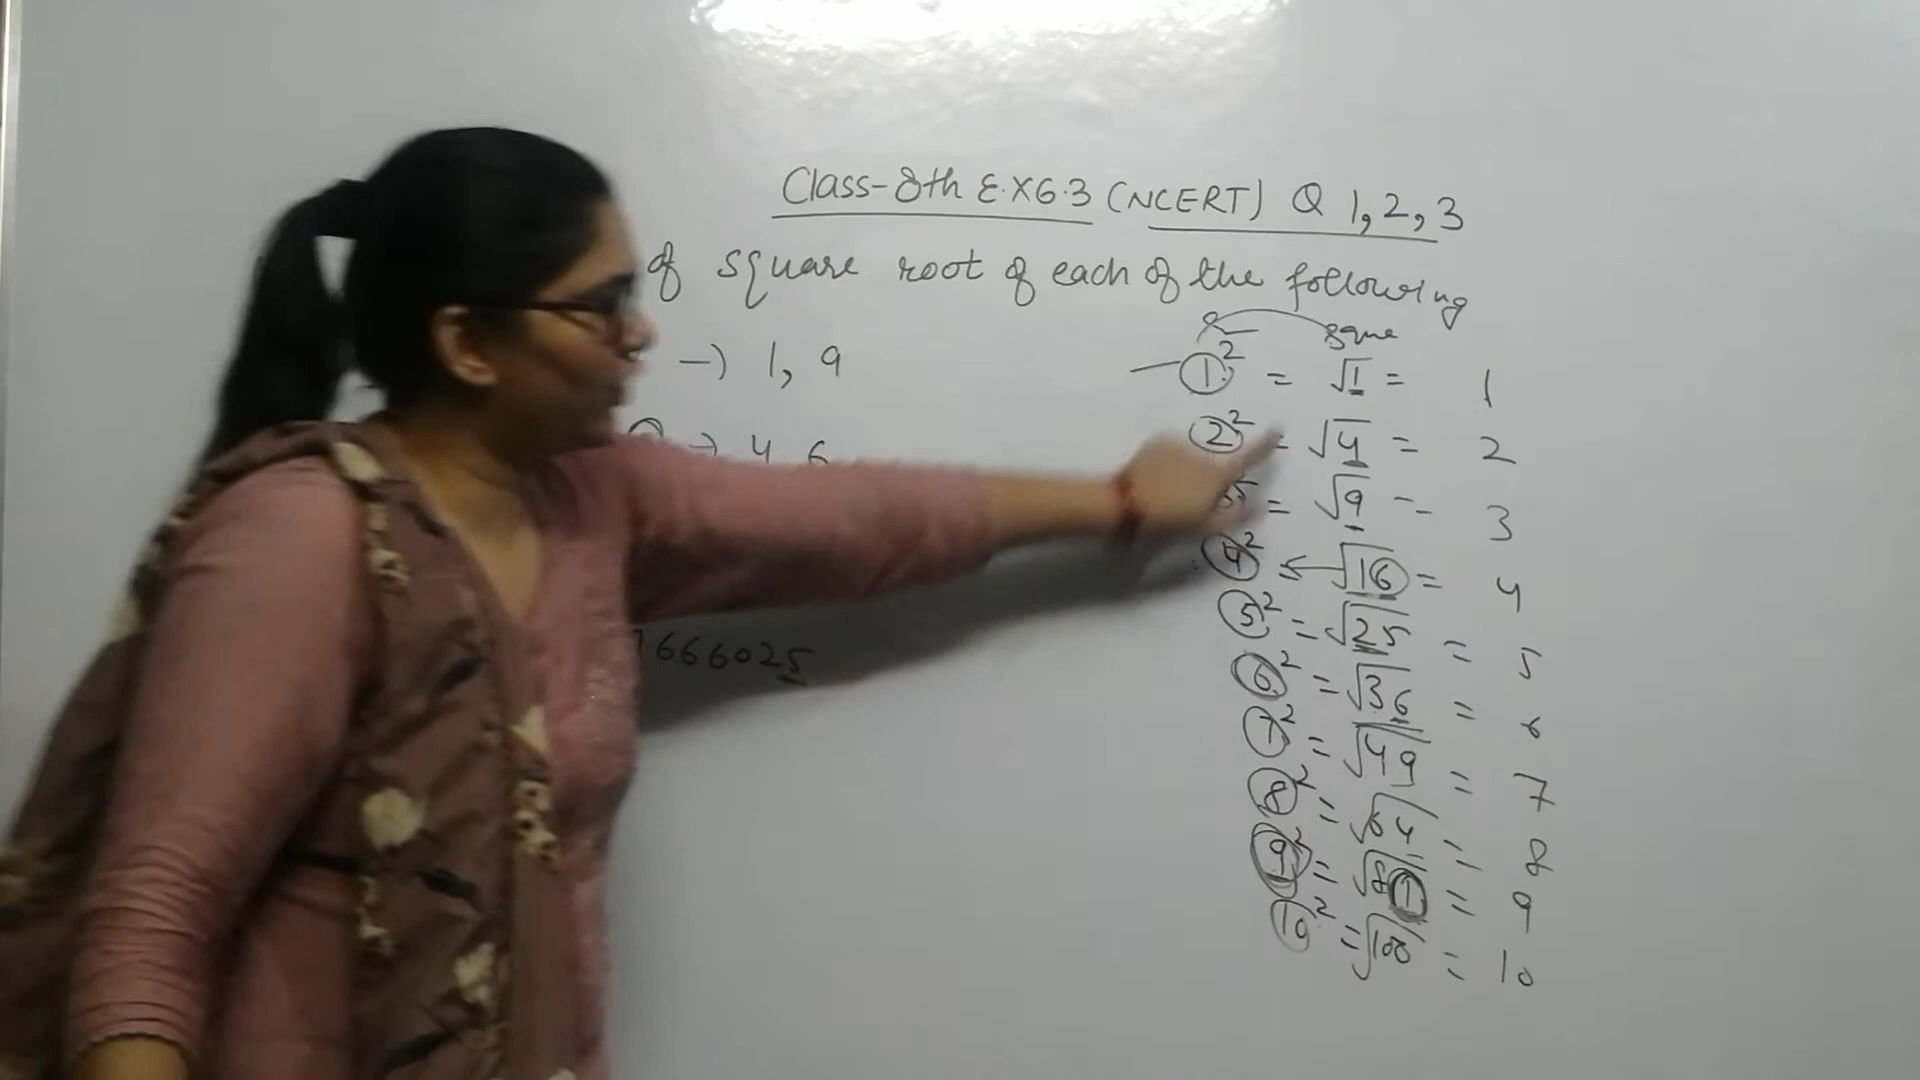 Class-8th E.X6.3 (NCERT) Q 1,2,3
of square root of each of the following
→ 1, 9
→ 4 6
666025
1² = √1 = 1
2² = √4 = 2
= √9 = 3
4² = √16 = 4
5² = √25 = 5
6² = √36 = 6
7² = √49 = 7
8² = √64 = 8
9² = √81 = 9
10² = √100 = 10